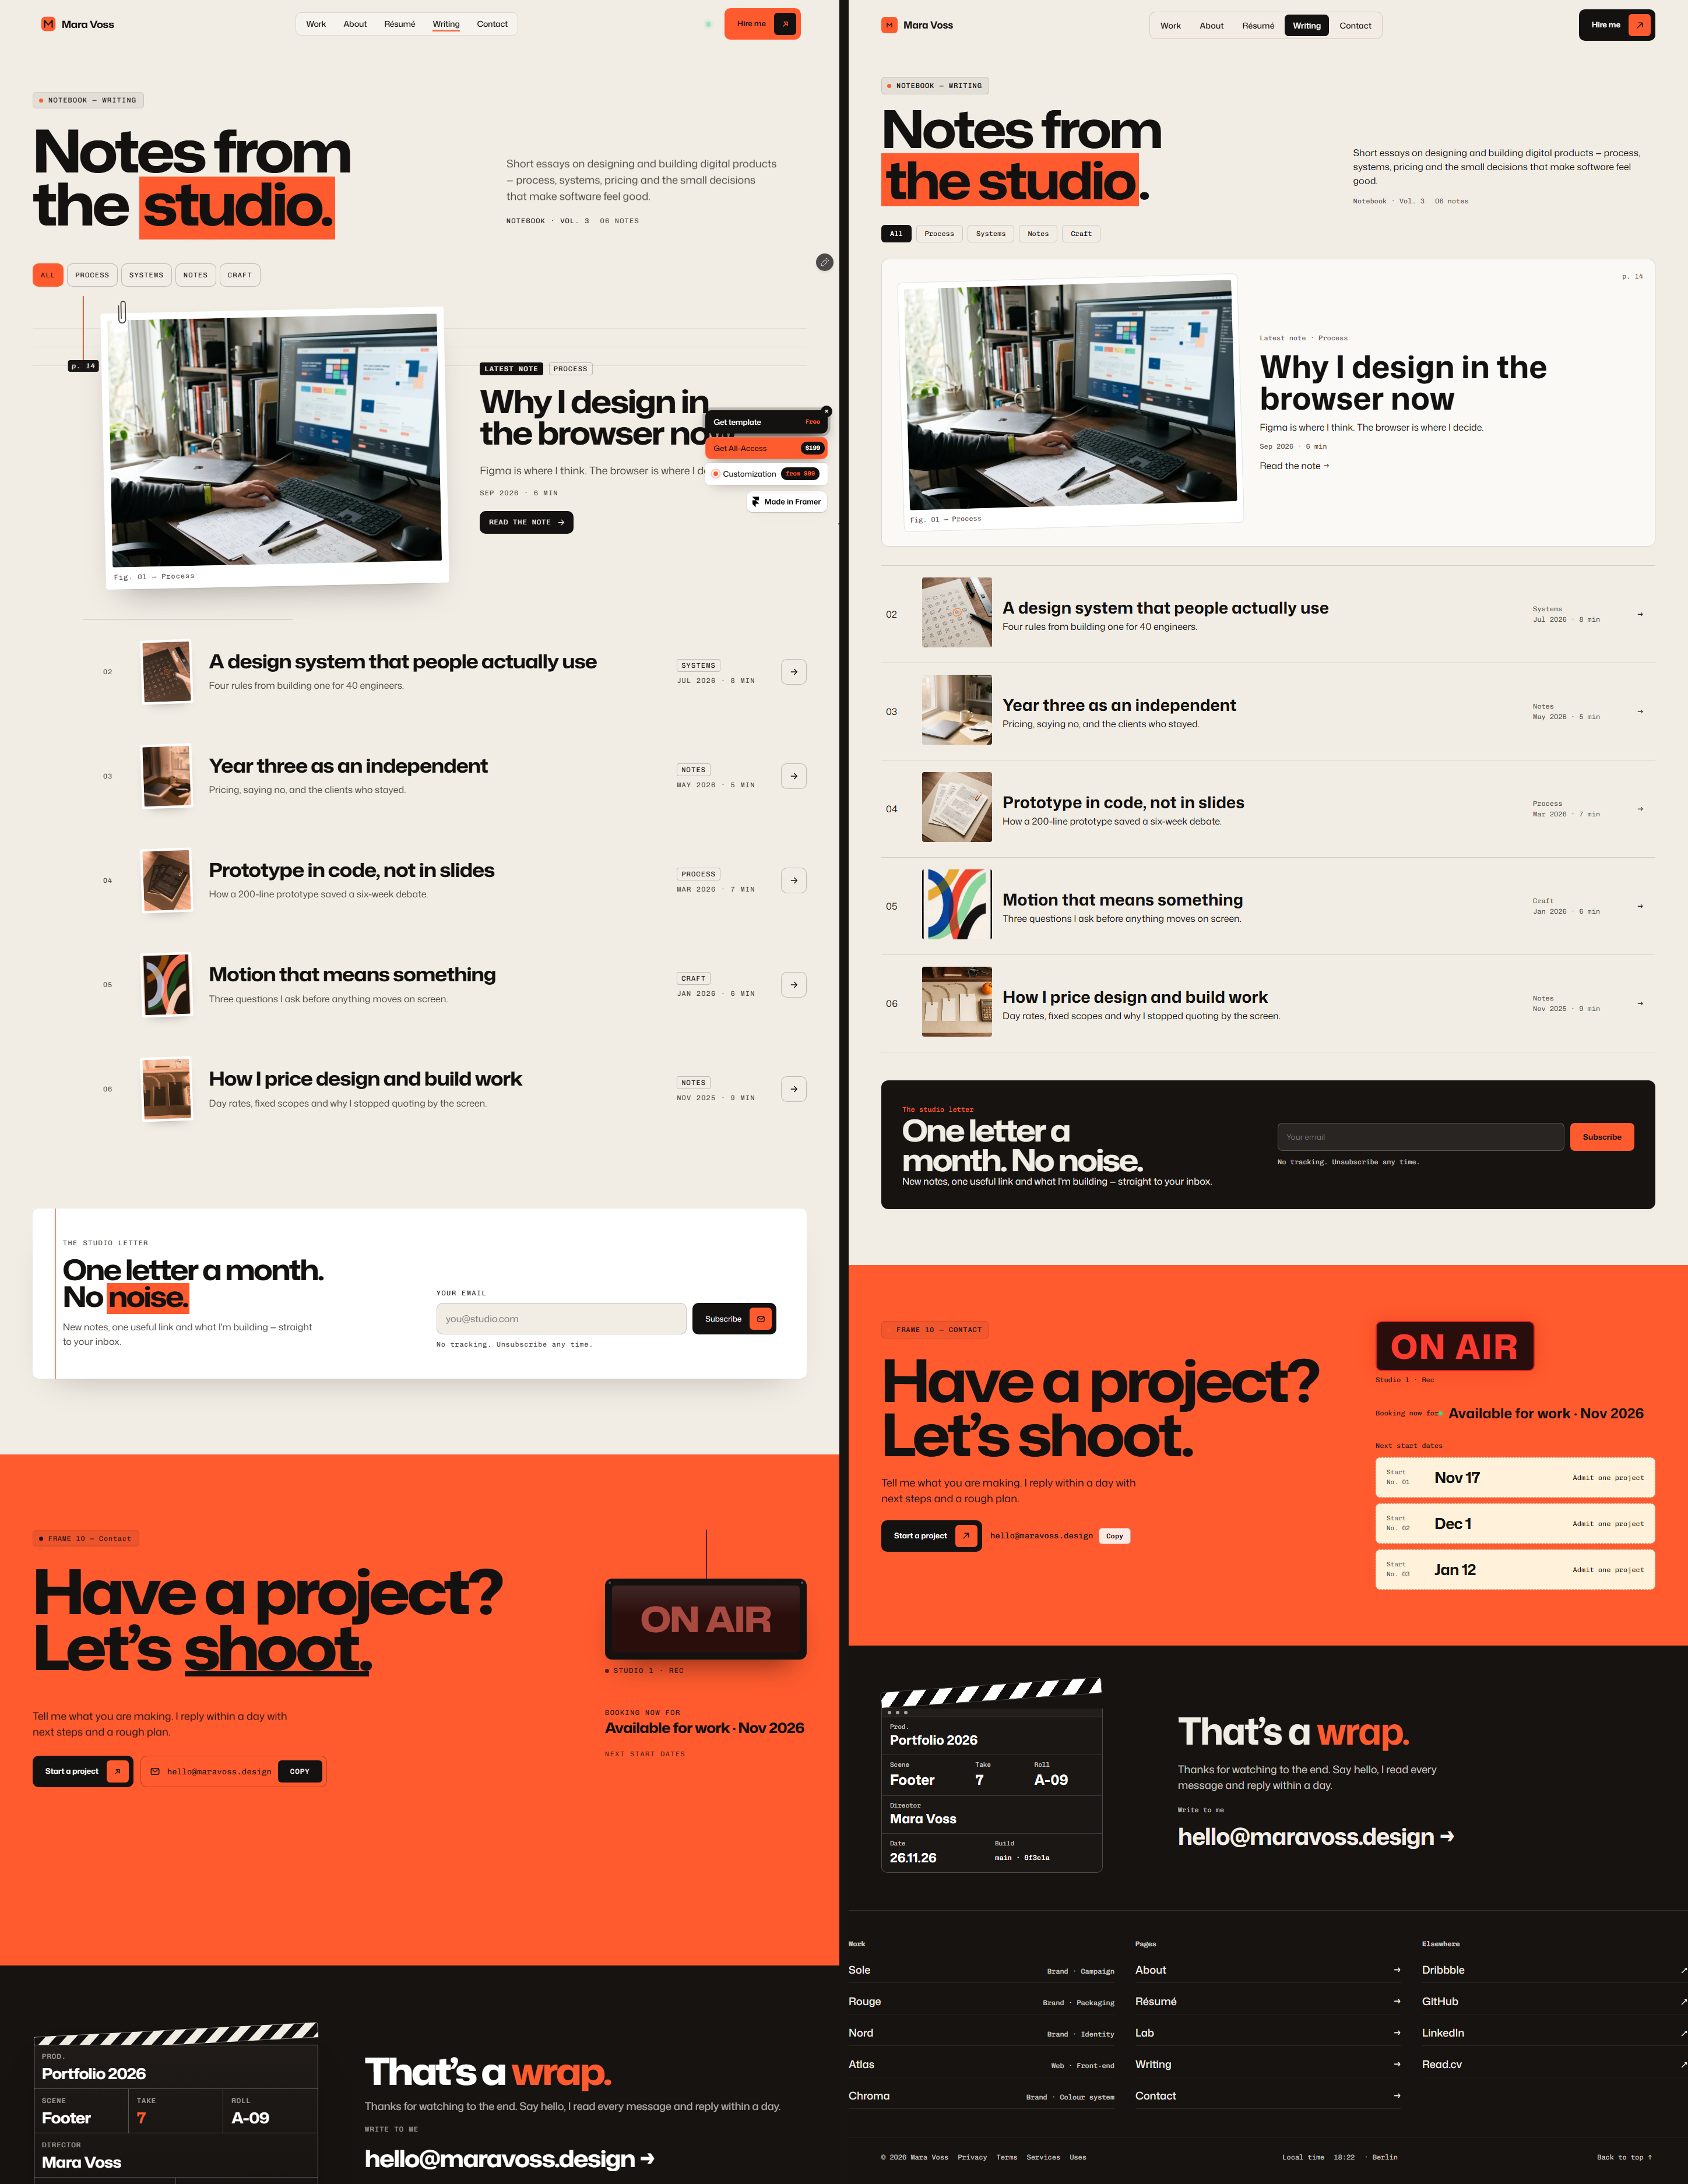 Mara Voss
Work
About
Résumé
Writing
Contact
Hire me
NOTEBOOK — WRITING
Notes from
the studio.
Short essays on designing and building digital products
— process, systems, pricing and the small decisions
that make software feel good.
NOTEBOOK · VOL. 3 06 NOTES
ALL
PROCESS
SYSTEMS
NOTES
CRAFT
p. 14
Fig. 01 — Process
LATEST NOTE
PROCESS
Why I design in
the browser now
Figma is where I think. The browser is where I de
SEP 2026 · 6 MIN
READ THE NOTE →
Get template Free
Get All-Access $199
Customization from $99
Made in Framer
02
A design system that people actually use
Four rules from building one for 40 engineers.
SYSTEMS
JUL 2026 · 8 MIN
→
03
Year three as an independent
Pricing, saying no, and the clients who stayed.
NOTES
MAY 2026 · 5 MIN
→
04
Prototype in code, not in slides
How a 200-line prototype saved a six-week debate.
PROCESS
MAR 2026 · 7 MIN
→
05
Motion that means something
Three questions I ask before anything moves on screen.
CRAFT
JAN 2026 · 6 MIN
→
06
How I price design and build work
Day rates, fixed scopes and why I stopped quoting by the screen.
NOTES
NOV 2025 · 9 MIN
→
THE STUDIO LETTER
One letter a month.
No noise.
New notes, one useful link and what I'm building — straight
to your inbox.
YOUR EMAIL
you@studio.com
Subscribe
No tracking. Unsubscribe any time.
FRAME 10 — Contact
Have a project?
Let's shoot.
Tell me what you are making. I reply within a day with
next steps and a rough plan.
Start a project
hello@maravoss.design
COPY
ON AIR
STUDIO 1 · REC
BOOKING NOW FOR
Available for work · Nov 2026
NEXT START DATES
PROD.
Portfolio 2026
SCENE TAKE ROLL
Footer 7 A-09
DIRECTOR
Mara Voss
That's a wrap.
Thanks for watching to the end. Say hello, I read every message and reply within a day.
WRITE TO ME
hello@maravoss.design →
Mara Voss
Work
About
Résumé
Writing
Contact
Hire me
NOTEBOOK — WRITING
Notes from
the studio.
Short essays on designing and building digital products — process,
systems, pricing and the small decisions that make software feel
good.
Notebook · Vol. 3 06 notes
All
Process
Systems
Notes
Craft
p. 14
Fig. 01 — Process
Latest note · Process
Why I design in the
browser now
Figma is where I think. The browser is where I decide.
Sep 2026 · 6 min
Read the note →
02
A design system that people actually use
Four rules from building one for 40 engineers.
Systems
Jul 2026 · 8 min
→
03
Year three as an independent
Pricing, saying no, and the clients who stayed.
Notes
May 2026 · 5 min
→
04
Prototype in code, not in slides
How a 200-line prototype saved a six-week debate.
Process
Mar 2026 · 7 min
→
05
Motion that means something
Three questions I ask before anything moves on screen.
Craft
Jan 2026 · 6 min
→
06
How I price design and build work
Day rates, fixed scopes and why I stopped quoting by the screen.
Notes
Nov 2025 · 9 min
→
The studio letter
One letter a
month. No noise.
New notes, one useful link and what I'm building — straight to your inbox.
Your email
Subscribe
No tracking. Unsubscribe any time.
FRAME 10 — CONTACT
Have a project?
Let's shoot.
Tell me what you are making. I reply within a day with
next steps and a rough plan.
Start a project
hello@maravoss.design
Copy
ON AIR
Studio 1 · Rec
Booking now for Available for work · Nov 2026
Next start dates
Start
No. 01
Nov 17
Admit one project
Start
No. 02
Dec 1
Admit one project
Start
No. 03
Jan 12
Admit one project
Prod.
Portfolio 2026
Scene Take Roll
Footer 7 A-09
Director
Mara Voss
Date Build
26.11.26 main · 9f3c1a
That's a wrap.
Thanks for watching to the end. Say hello, I read every
message and reply within a day.
Write to me
hello@maravoss.design →
Work
Sole Brand · Campaign
Rouge Brand · Packaging
Nord Brand · Identity
Atlas Web · Front-end
Chroma Brand · Colour system
Pages
About →
Résumé →
Lab →
Writing →
Contact →
Elsewhere
Dribbble ↗
GitHub ↗
LinkedIn ↗
Read.cv ↗
© 2026 Mara Voss Privacy Terms Services Uses
Local time 18:22 · Berlin
Back to top ↑